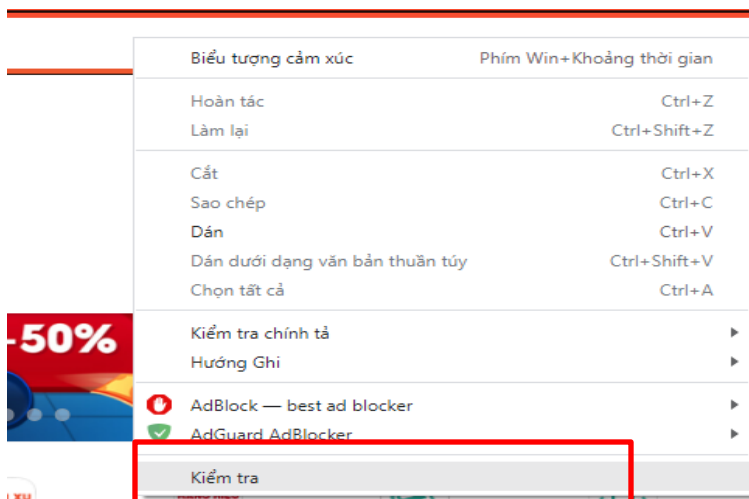 Biểu tượng cảm xúc Phím Win+Khoảng thời gian
Hoàn tác Ctrl+Z
Làm lại Ctrl+Shift+Z
Cắt Ctrl+X
Sao chép Ctrl+C
Dán Ctrl+V
Dán dưới dạng văn bản thuần túy Ctrl+Shift+V
Chọn tất cả Ctrl+A
-50%
Kiểm tra chính tả
Hướng Ghi
AdBlock — best ad blocker
AdGuard AdBlocker
Kiểm tra